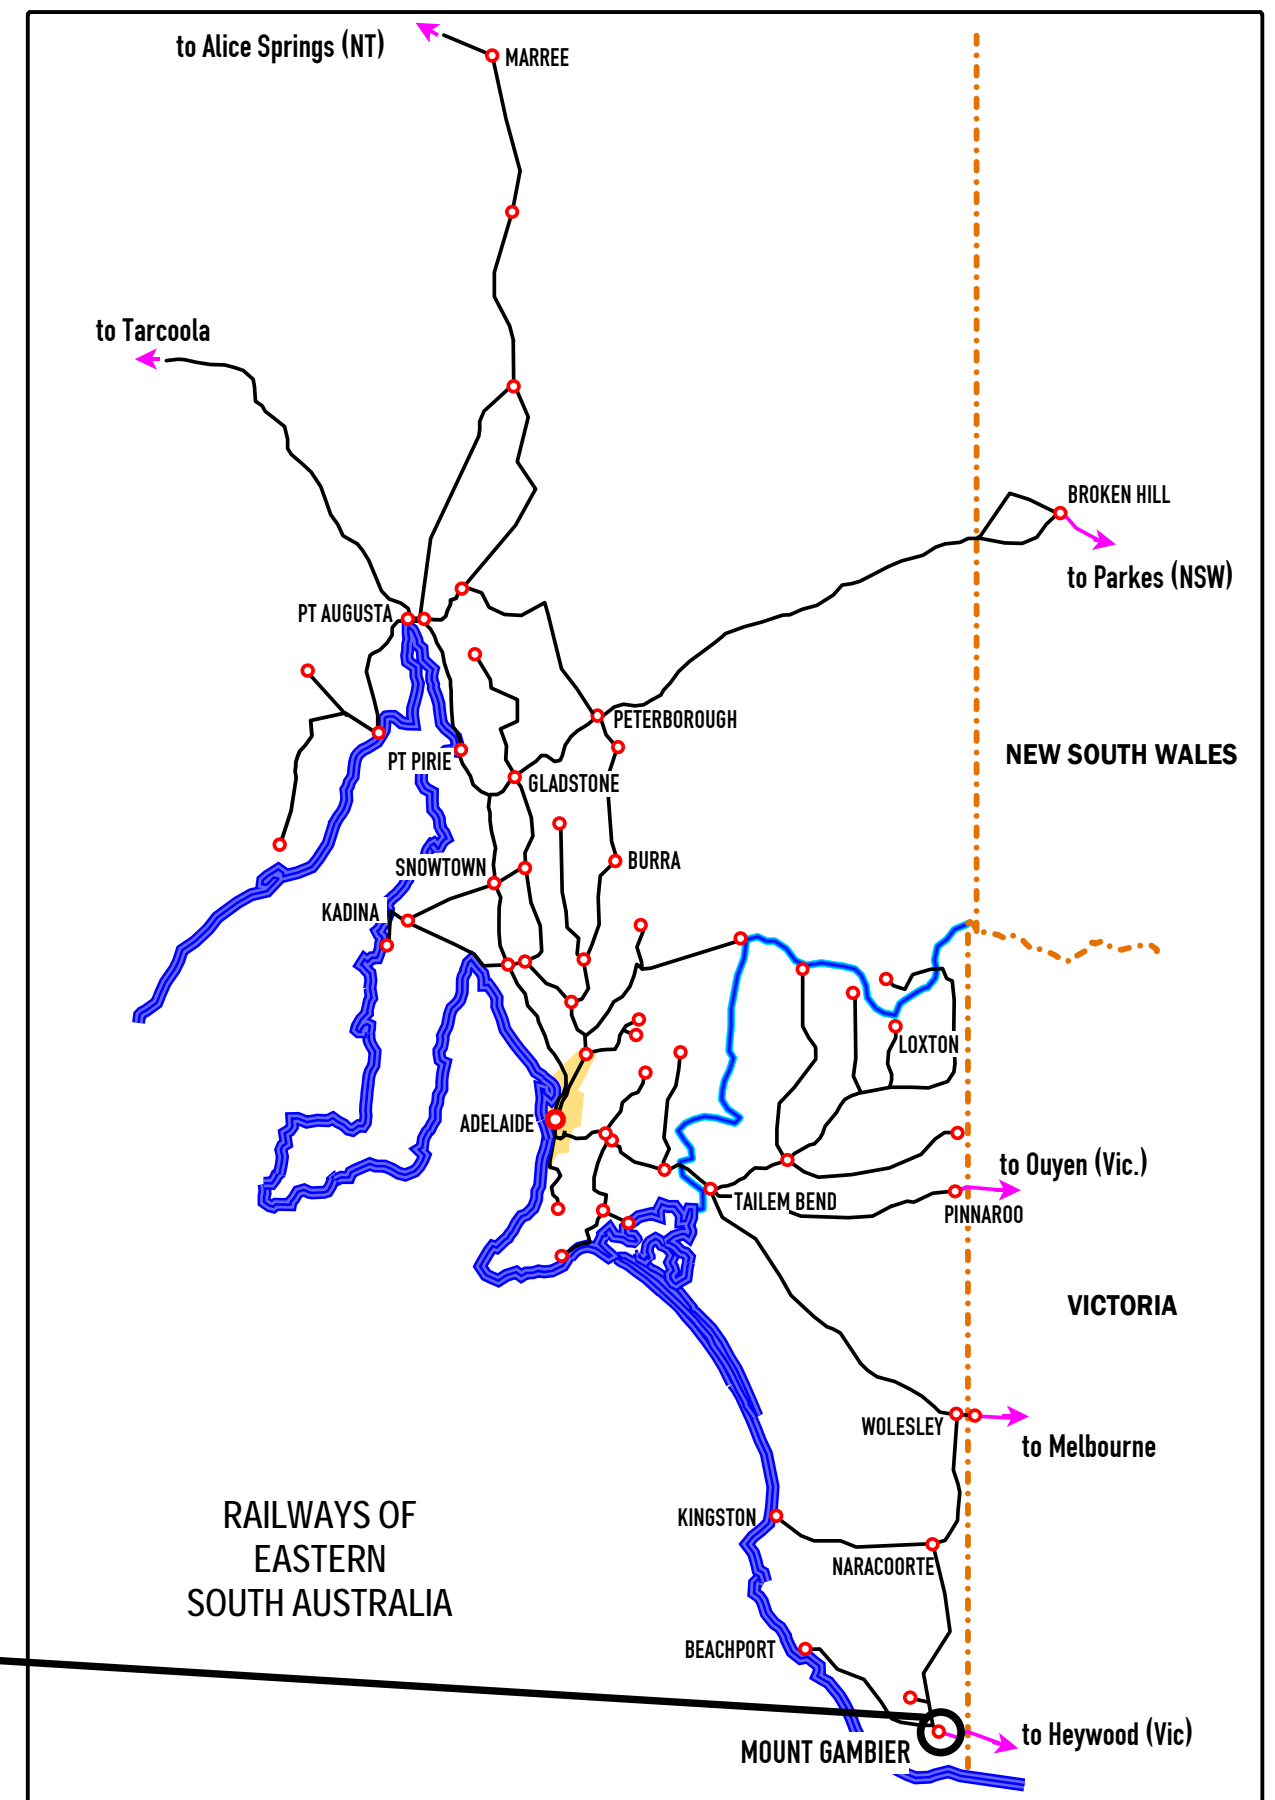 to Alice Springs (NT)
MARREE
to Tarcoola
BROKEN HILL
to Parkes (NSW)
PT AUGUSTA
PETERBOROUGH
NEW SOUTH WALES
PT PIRIE
GLADSTONE
SNOWTOWN
BURRA
KADINA
LOXTON
ADELAIDE
to Ouyen (Vic.)
TAILEM BEND
PINNAROO
VICTORIA
WOLESLEY
to Melbourne
RAILWAYS OF
EASTERN
SOUTH AUSTRALIA
KINGSTON
NARACOORTE
BEACHPORT
to Heywood (Vic)
MOUNT GAMBIER